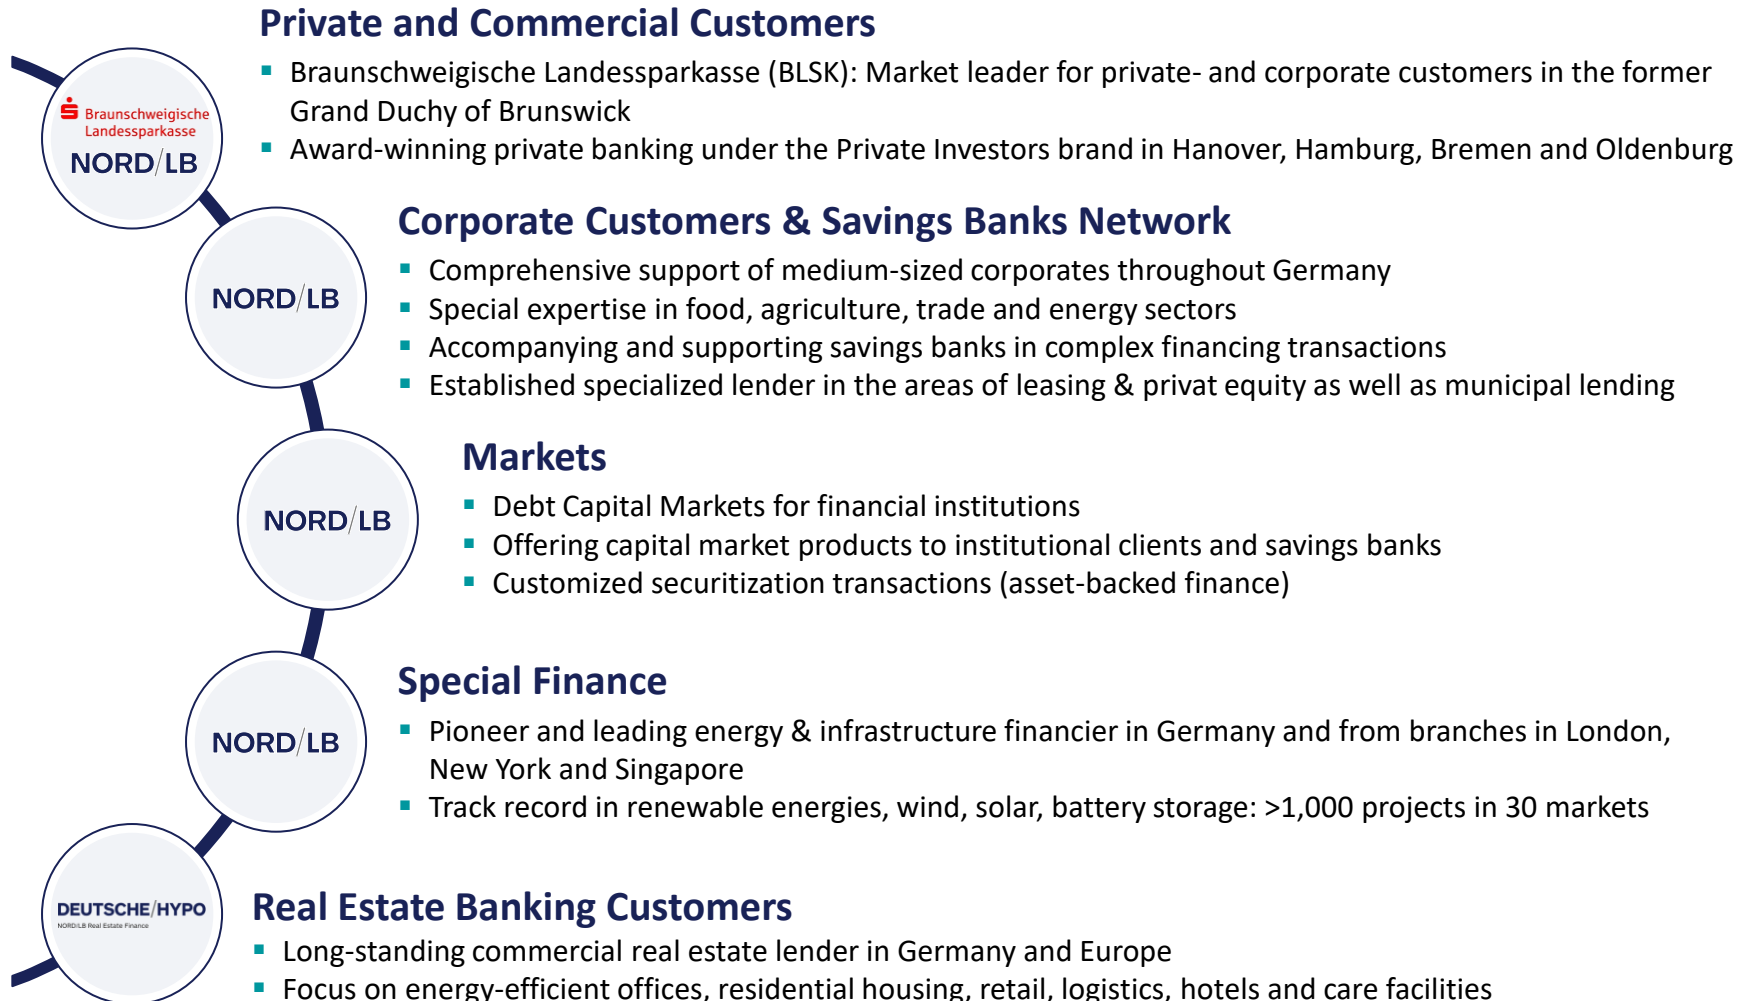 Private and Commercial Customers
▪ Braunschweigische Landessparkasse (BLSK): Market leader for private- and corporate customers in the former
Grand Duchy of Brunswick
▪ Award-winning private banking under the Private Investors brand in Hanover, Hamburg, Bremen and Oldenburg
Braunschweigische
Landessparkasse
NORD/LB
Corporate Customers & Savings Banks Network
▪ Comprehensive support of medium-sized corporates throughout Germany
▪ Special expertise in food, agriculture, trade and energy sectors
▪ Accompanying and supporting savings banks in complex financing transactions
▪ Established specialized lender in the areas of leasing & privat equity as well as municipal lending
NORD/LB
Markets
▪ Debt Capital Markets for financial institutions
▪ Offering capital market products to institutional clients and savings banks
▪ Customized securitization transactions (asset-backed finance)
NORD/LB
Special Finance
▪ Pioneer and leading energy & infrastructure financier in Germany and from branches in London,
New York and Singapore
▪ Track record in renewable energies, wind, solar, battery storage: >1,000 projects in 30 markets
NORD/LB
Real Estate Banking Customers
▪ Long-standing commercial real estate lender in Germany and Europe
▪ Focus on energy-efficient offices, residential housing, retail, logistics, hotels and care facilities
DEUTSCHE/HYPO
NORD/LB Real Estate Finance